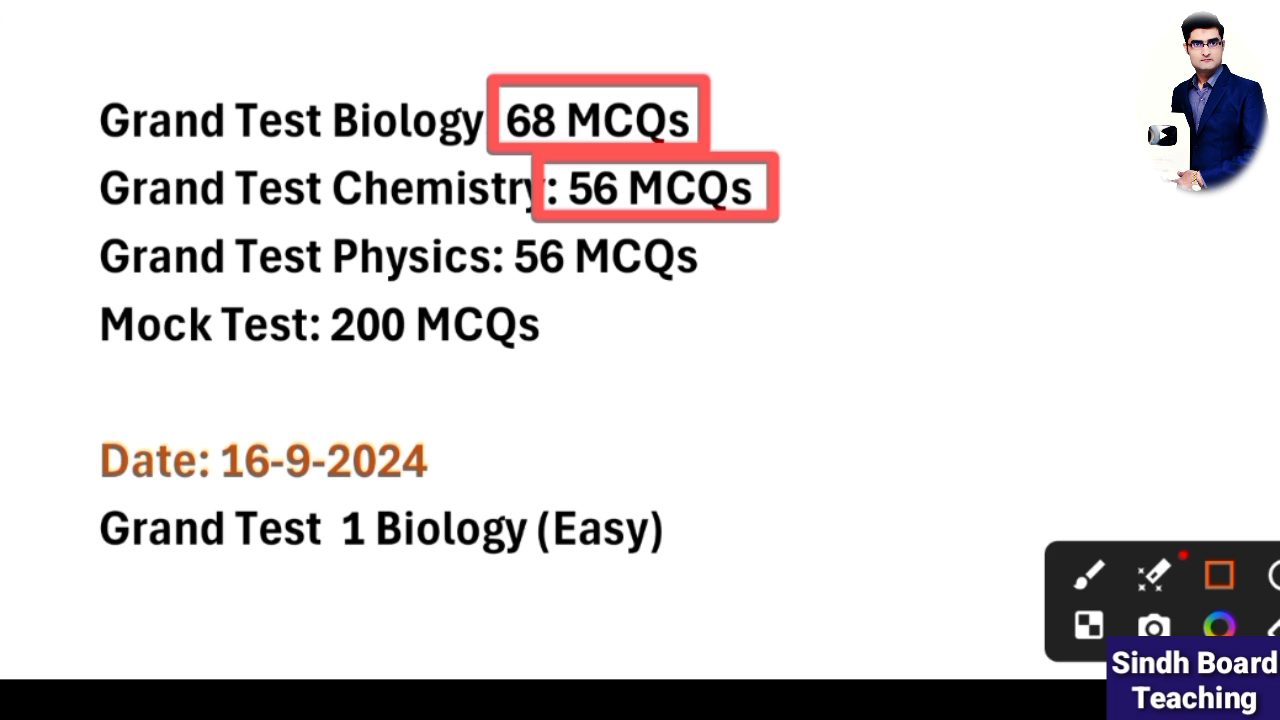 Grand Test Biology 68 MCQs
Grand Test Chemistry: 56 MCQs
Grand Test Physics: 56 MCQs
Mock Test: 200 MCQs
Date: 16-9-2024
Grand Test 1 Biology (Easy)
Sindh Board
Teaching